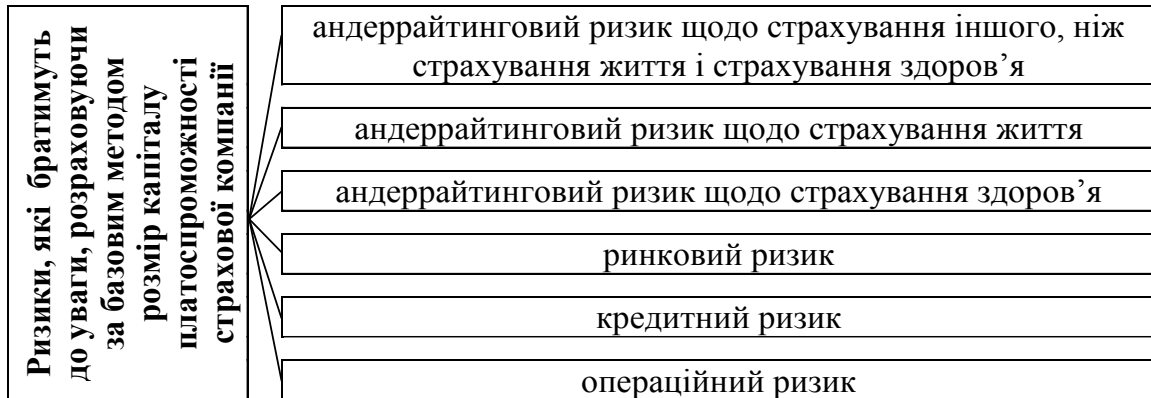 Ризики, які братимуть
до уваги, розраховуючи
за базовим методом
розмір капіталу
платоспроможності
страхової компанії
андеррайтинговий ризик щодо страхування іншого, ніж
страхування життя і страхування здоров’я
андеррайтинговий ризик щодо страхування життя
андеррайтинговий ризик щодо страхування здоров’я
ринковий ризик
кредитний ризик
операційний ризик